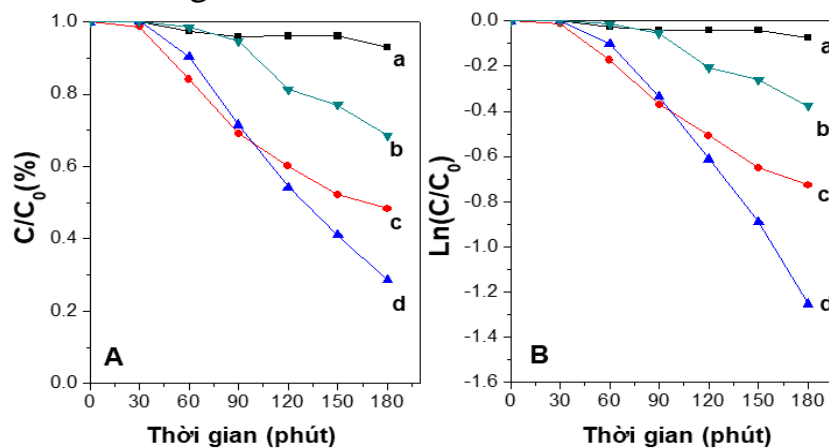 C/C₀(%)
1.0
0.8
0.6
0.4
0.2
0.0
a
b
c
d
A
0 30 60 90 120 150 180
Thời gian (phút)
Ln(C/C₀)
0.0
-0.2
-0.4
-0.6
-0.8
-1.0
-1.2
-1.4
-1.6
a
b
c
d
B
0 30 60 90 120 150 180
Thời gian (phút)